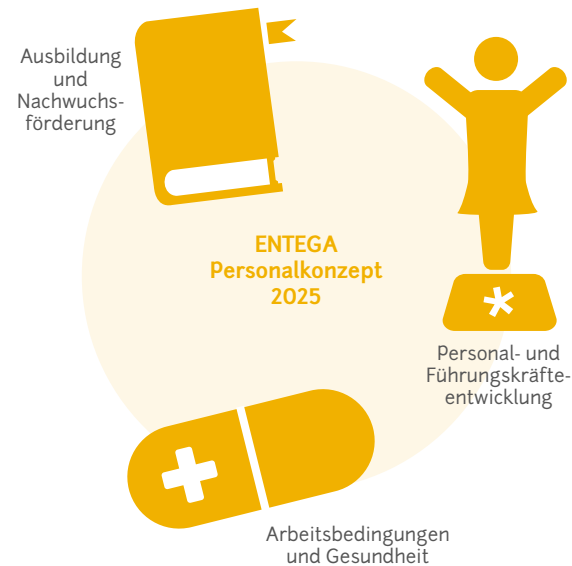 Ausbildung
und
Nachwuchs-
förderung
ENTEGA
Personalkonzept
2025
Personal- und
Führungskräfte-
entwicklung
Arbeitsbedingungen
und Gesundheit